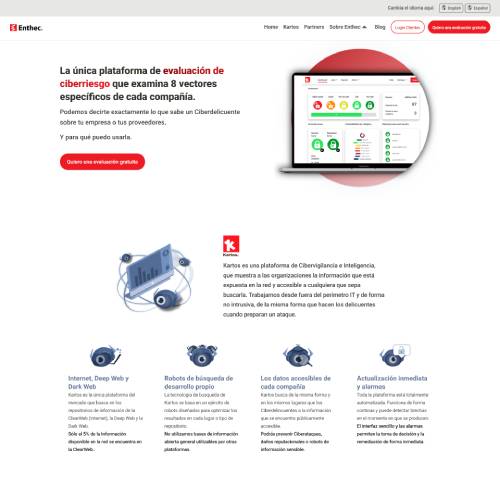 Cambia el idioma aquí:
English
Español
Enthec.
Home
Kartos
Partners
Sobre Enthec
Blog
Login Clientes
Quiero una evaluación gratuita
La única plataforma de evaluación de
ciberriesgo que examina 8 vectores
específicos de cada compañía.
Podemos decirte exactamente lo que sabe un Ciberdelicuente
sobre tu empresa o tus proveedores.
Y para qué puedo usarla.
Quiero una evaluación gratuita
Kartos.
Kartos es una plataforma de Cibervigilancia e Inteligencia,
que muestra a las organizaciones la información que está
expuesta en la red y accesible a cualquiera que sepa
buscarla. Trabajamos desde fuera del perímetro IT y de forma
no intrusiva, de la misma forma que hacen los delicuentes
cuando preparan un ataque.
Internet, Deep Web y
Dark Web
Kartos es la única plataforma del
mercado que busca en los
repositorios de información de la
ClearWeb (Internet), la Deep Web y la
Dark Web.
Sólo el 5% de la información
disponible en la red se encuentra en
la ClearWeb.
Robots de búsqueda de
desarrollo propio
La tecnología de búsqueda de
Kartos se basa en un ejército de
robots diseñados para optimizar los
resultados en cada lugar o tipo de
repositorio.
No utilizamos bases de información
abierta general utilizables por otras
plataformas.
Los datos accesibles de
cada compañía
Kartos busca de la misma forma y
en los mismos lugares que los
Ciberdelincuentes a la información
que se encuentra públicamente
accesible.
Podría prevenir Ciberataques,
daños reputacionales o robots de
información sensible.
Actualización inmediata
y alarmas
Toda la plataforma está totalmente
automatizada. Funciona de forma
continua y puede detectar brechas
en el momento en que se producen.
El interfaz sencillo y las alarmas
permiten la toma de decisión y la
remediación de forma inmediata.